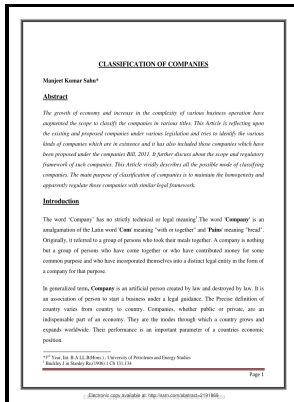 CLASSIFICATION OF COMPANIES
Manjeet Kumar Sahu*
Abstract
The growth of economy and increase in the complexity of various business operation have
augmented the scope to classify the companies in various titles. This Article is reflecting upon
the existing and proposed companies under various legislation and tries to identify the various
kinds of companies which are in existence and it has also included those companies which have
been proposed under the companies Bill, 2011. It further discuss about the scope and regulatory
framework of such companies. This Article vividly describes all the possible mode of classifying
companies. The main purpose of classification of companies is to maintain the homogeneity and
apparently regulate those companies with similar legal framework.
Introduction
The word 'Company' has no strictly technical or legal meaning1.The word 'Company' is an
amalgamation of the Latin word 'Com' meaning "with or together" and 'Pains' meaning "bread".
Originally, it referred to a group of persons who took their meals together. A company is nothing
but a group of persons who have come together or who have contributed money for some
common purpose and who have incorporated themselves into a distinct legal entity in the form of
a company for that purpose.
In generalized term, Company is an artificial person created by law and destroyed by law. It is
an association of person to start a business under a legal guidance. The Precise definition of
country varies from country to country. Companies, whether public or private, are an
indispensable part of an economy. They are the modes through which a country grows and
expands worldwide. Their performance is an important parameter of a countries economic
position.
*3rd Year, Int. B.A.LL.B(Hons.) , University of Petroleum and Energy Studies
1 Buckley J in Stanley Re,(1906) 1 Ch 131,134
Page 1
Electronic copy available at: http://ssrn.com/abstract=2191869